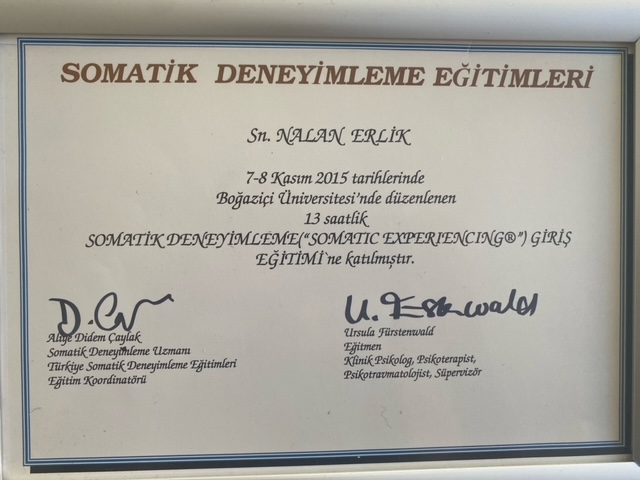 SOMATİK DENEYİMLEME EĞİTİMLERİ
Sn. NALAN ERLİK
7-8 Kasım 2015 tarihlerinde
Boğaziçi Üniversitesi'nde düzenlenen
13 saatlik
SOMATİK DENEYİMLEME("SOMATIC EXPERIENCING®") GİRİŞ
EĞİTİMİ`ne katılmıştır.
D.
Aliye Didem Çaylak
Somatik Deneyimleme Uzmanı
Türkiye Somatik Deneyimleme Eğitimleri
Eğitim Koordinatörü
U. Fürstenwald
Ursula Fürstenwald
Eğitmen
Klinik Psikolog, Psikoterapist,
Psikotravmatolojist, Süpervizör